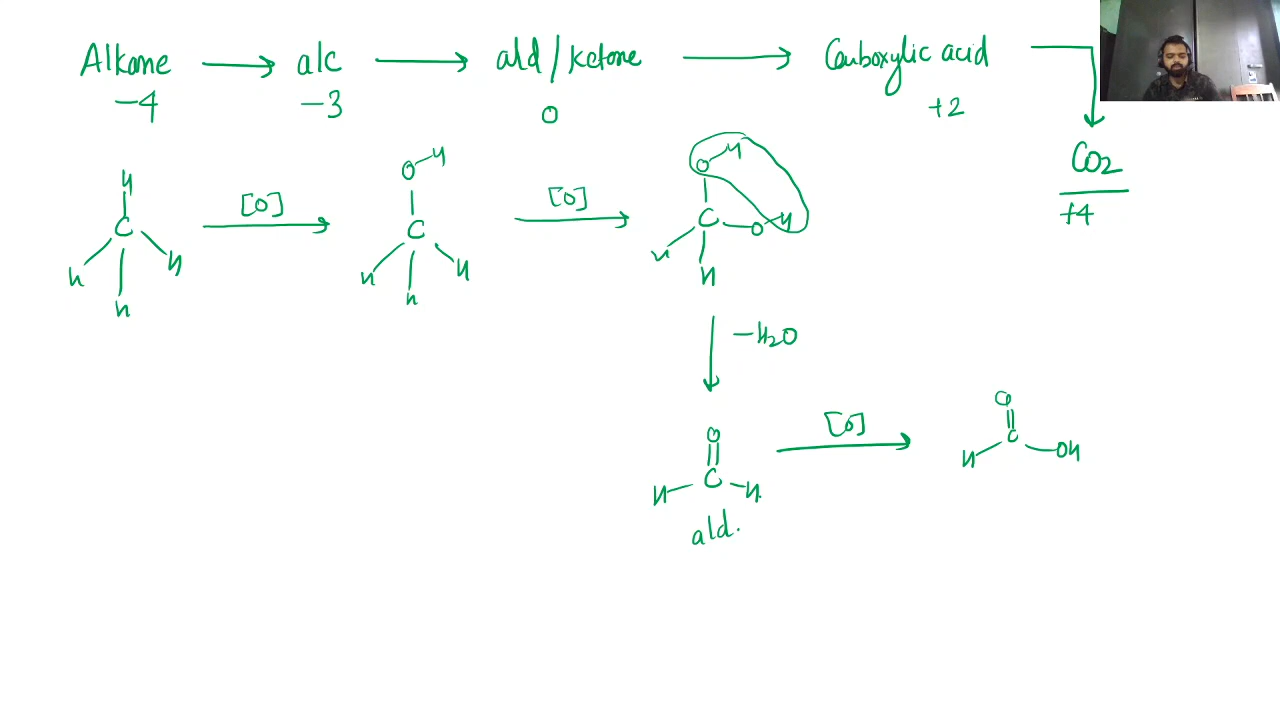 Alkane → alc → ald/ketone → Carboxylic acid
-4 -3 0 +2
CO2
+4
H
C
H H
H
[O]
O-H
C
H H
H
[O]
O-H
C-O-H
H
H
-H2O
O
C
H H
ald.
[O]
O
C
H OH